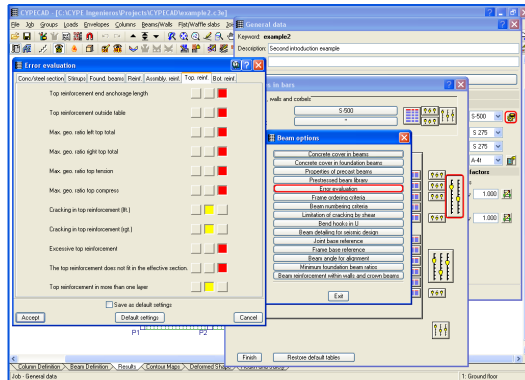 CYPECAD - [C:\CYPE Ingenieros\Projects\CYPECAD\example2.c3e]
File Job Groups Loads Envelopes Columns Beams/Walls Flat/Waffle slabs
General data
Keyword: example2
Description: Second intoduction example
Error evaluation
Conc/steel section Stirrups Found. beams Reinf. Assmbly. reinf. Top. reinf. Bot. reinf.
Top reinforcement end anchorage length
Top reinforcement outside table
Max. geo. ratio left top total
Max. geo. ratio right top total
Max. geo. ratio top tension
Max. geo. ratio top compress
Cracking in top reinforcement (lft.)
Cracking in top reinforcement (rgt.)
Excessive top reinforcement
The top reinforcement does not fit in the effective section.
Top reinforcement in more than one layer
Save as default settings
Accept
Default settings
Cancel
s in bars
, walls and corbels
S-500
*
Beam options
Concrete cover in beams
Concrete cover in foundation beams
Properties of precast beams
Prestressed beam library
Error evaluation
Frame ordering criteria
Beam numbering criteria
Limitation of cracking by shear
Bend hooks in U
Beam detailing for seismic design
Joint base reference
Frame base reference
Beam angle for alignment
Minimum foundation beam ratios
Beam reinforcement within walls and crown beams
Exit
S-500
S 275
S 275
A-4t
factors
1.000
1.000
P1
P2
Finish
Restore default tables
Column Definition Beam Definition Results Contour Maps Deformed Shape
Job - General data
1: Ground floor